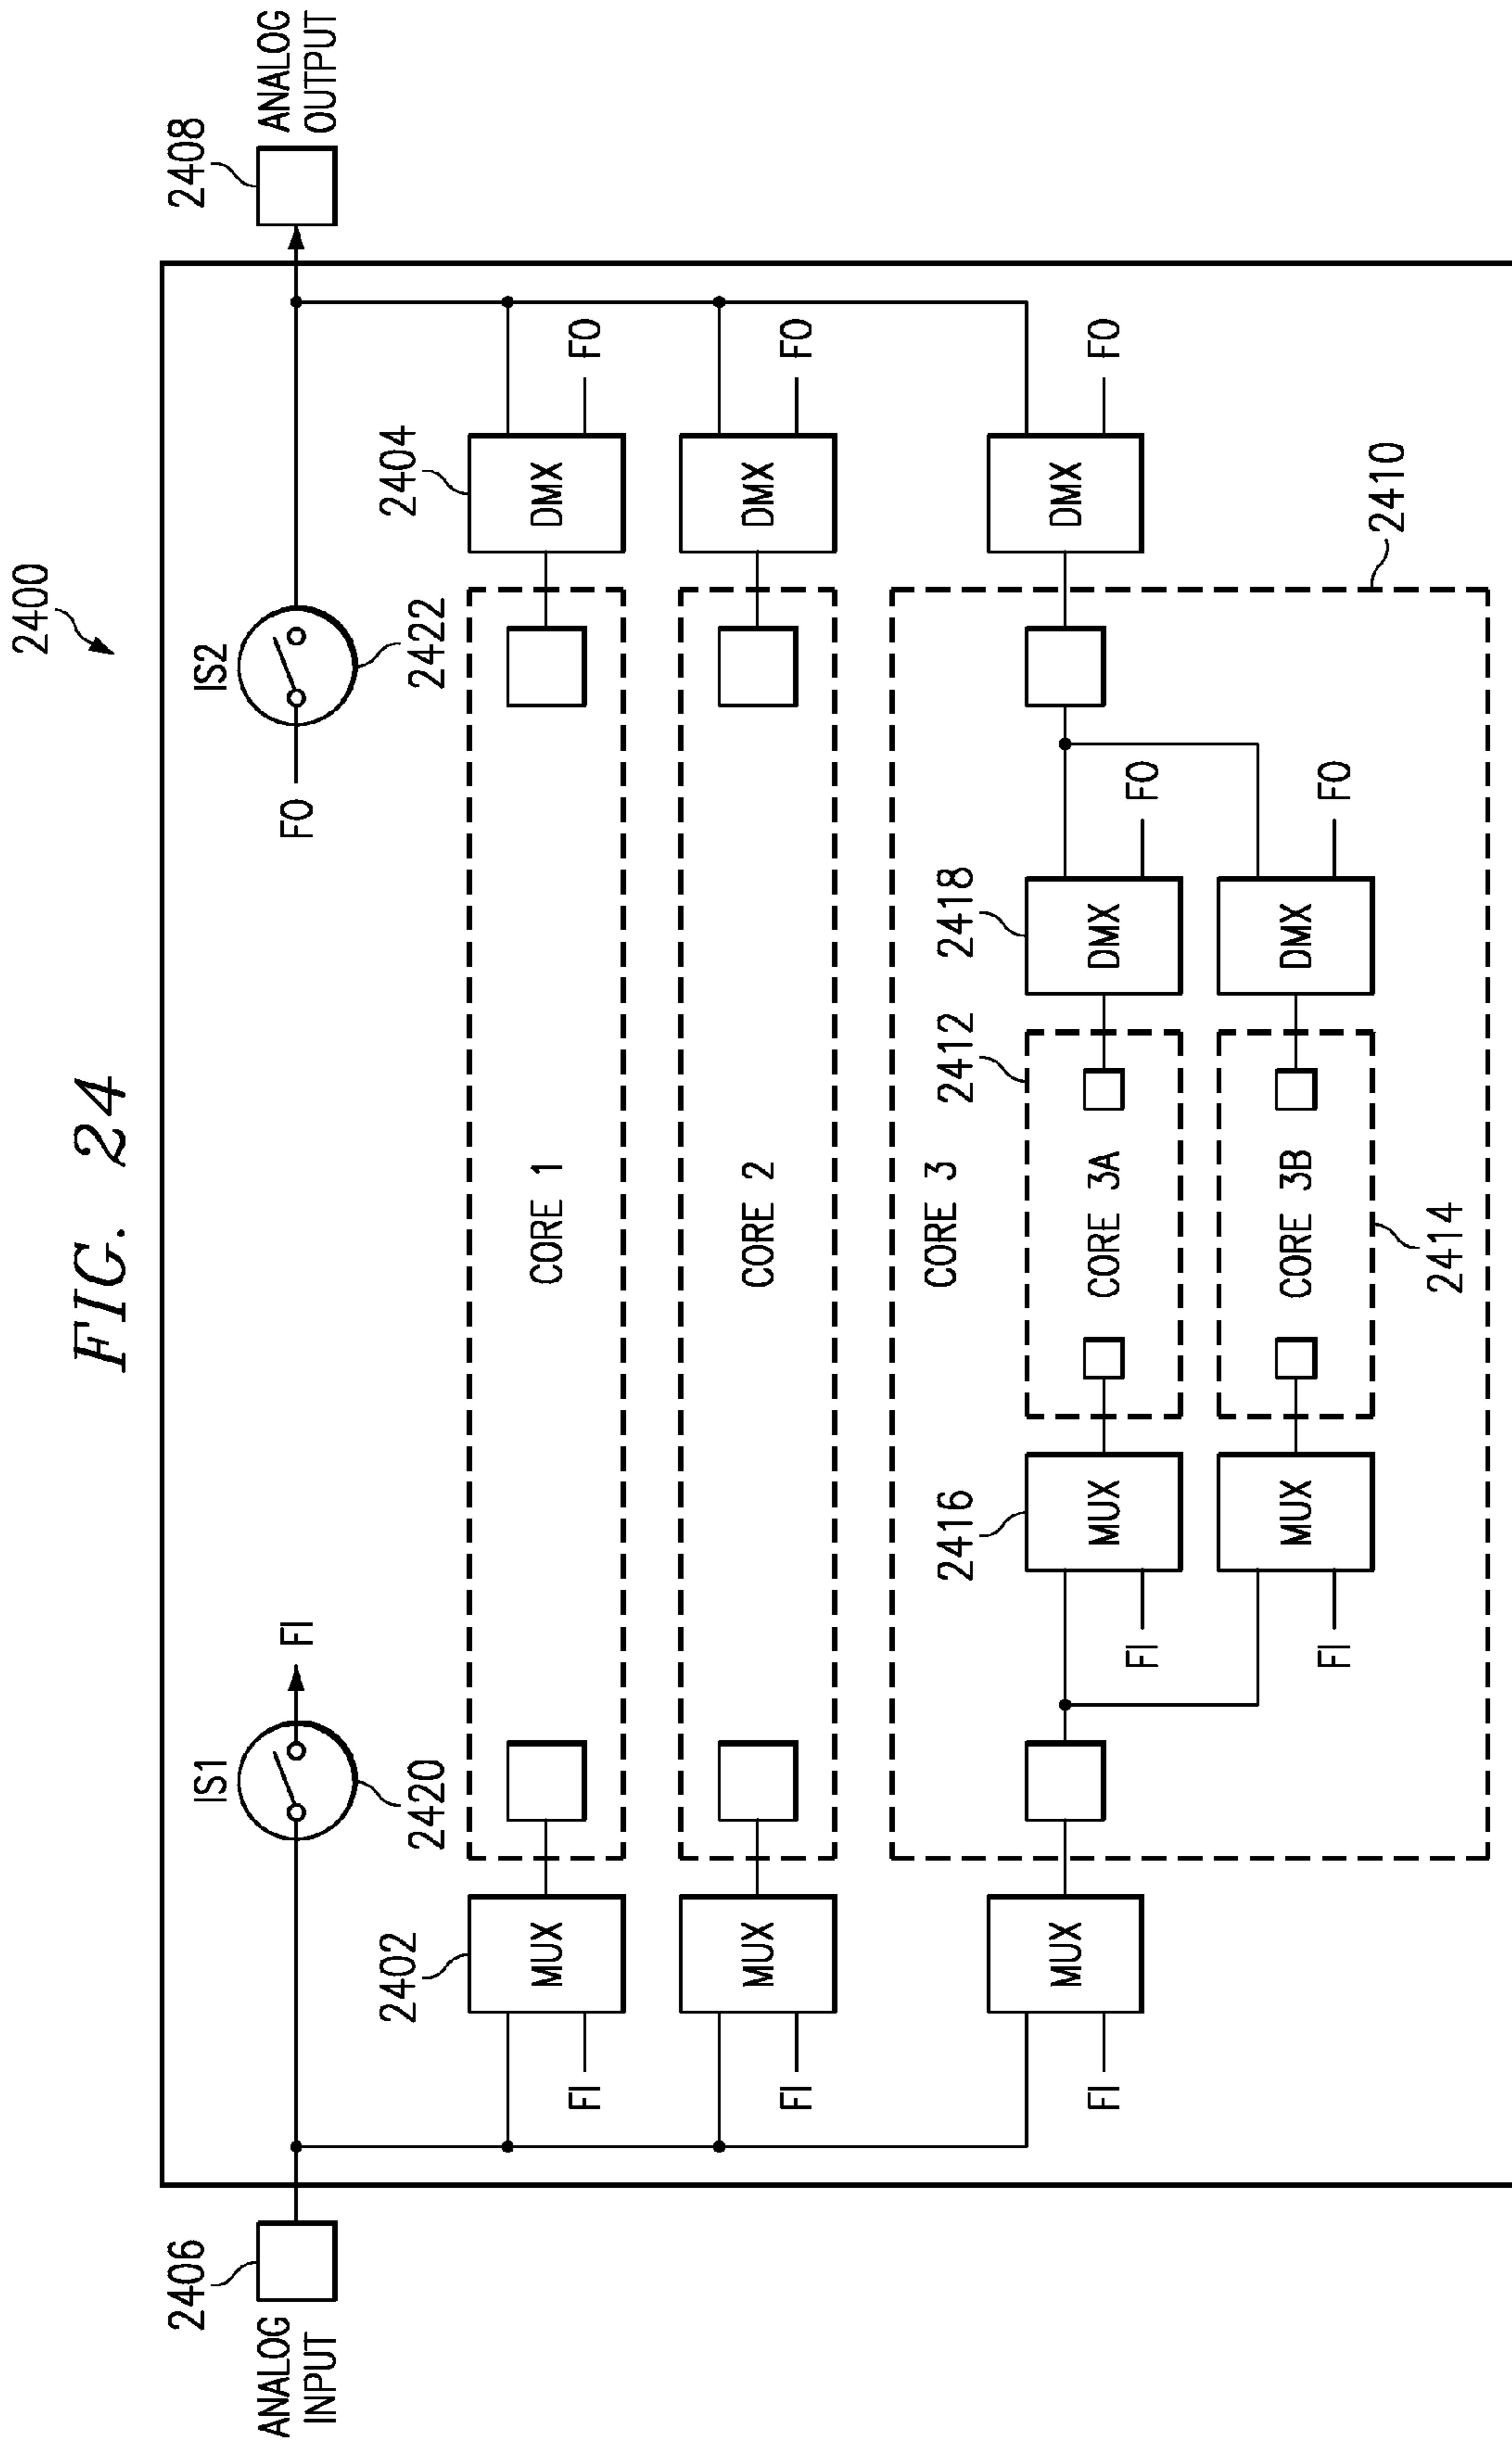 FIG. 24
2400
2406
ANALOG
INPUT
IS1
FI
2420
FO
IS2
2422
2408
ANALOG
OUTPUT
2402
MUX
FI
CORE 1
2404
DMX
FO
MUX
FI
CORE 2
DMX
FO
CORE 3
MUX
FI
2416
MUX
FI
2412
CORE 3A
2418
DMX
FO
DMX
FO
MUX
FI
CORE 3B
2414
DMX
FO
2410